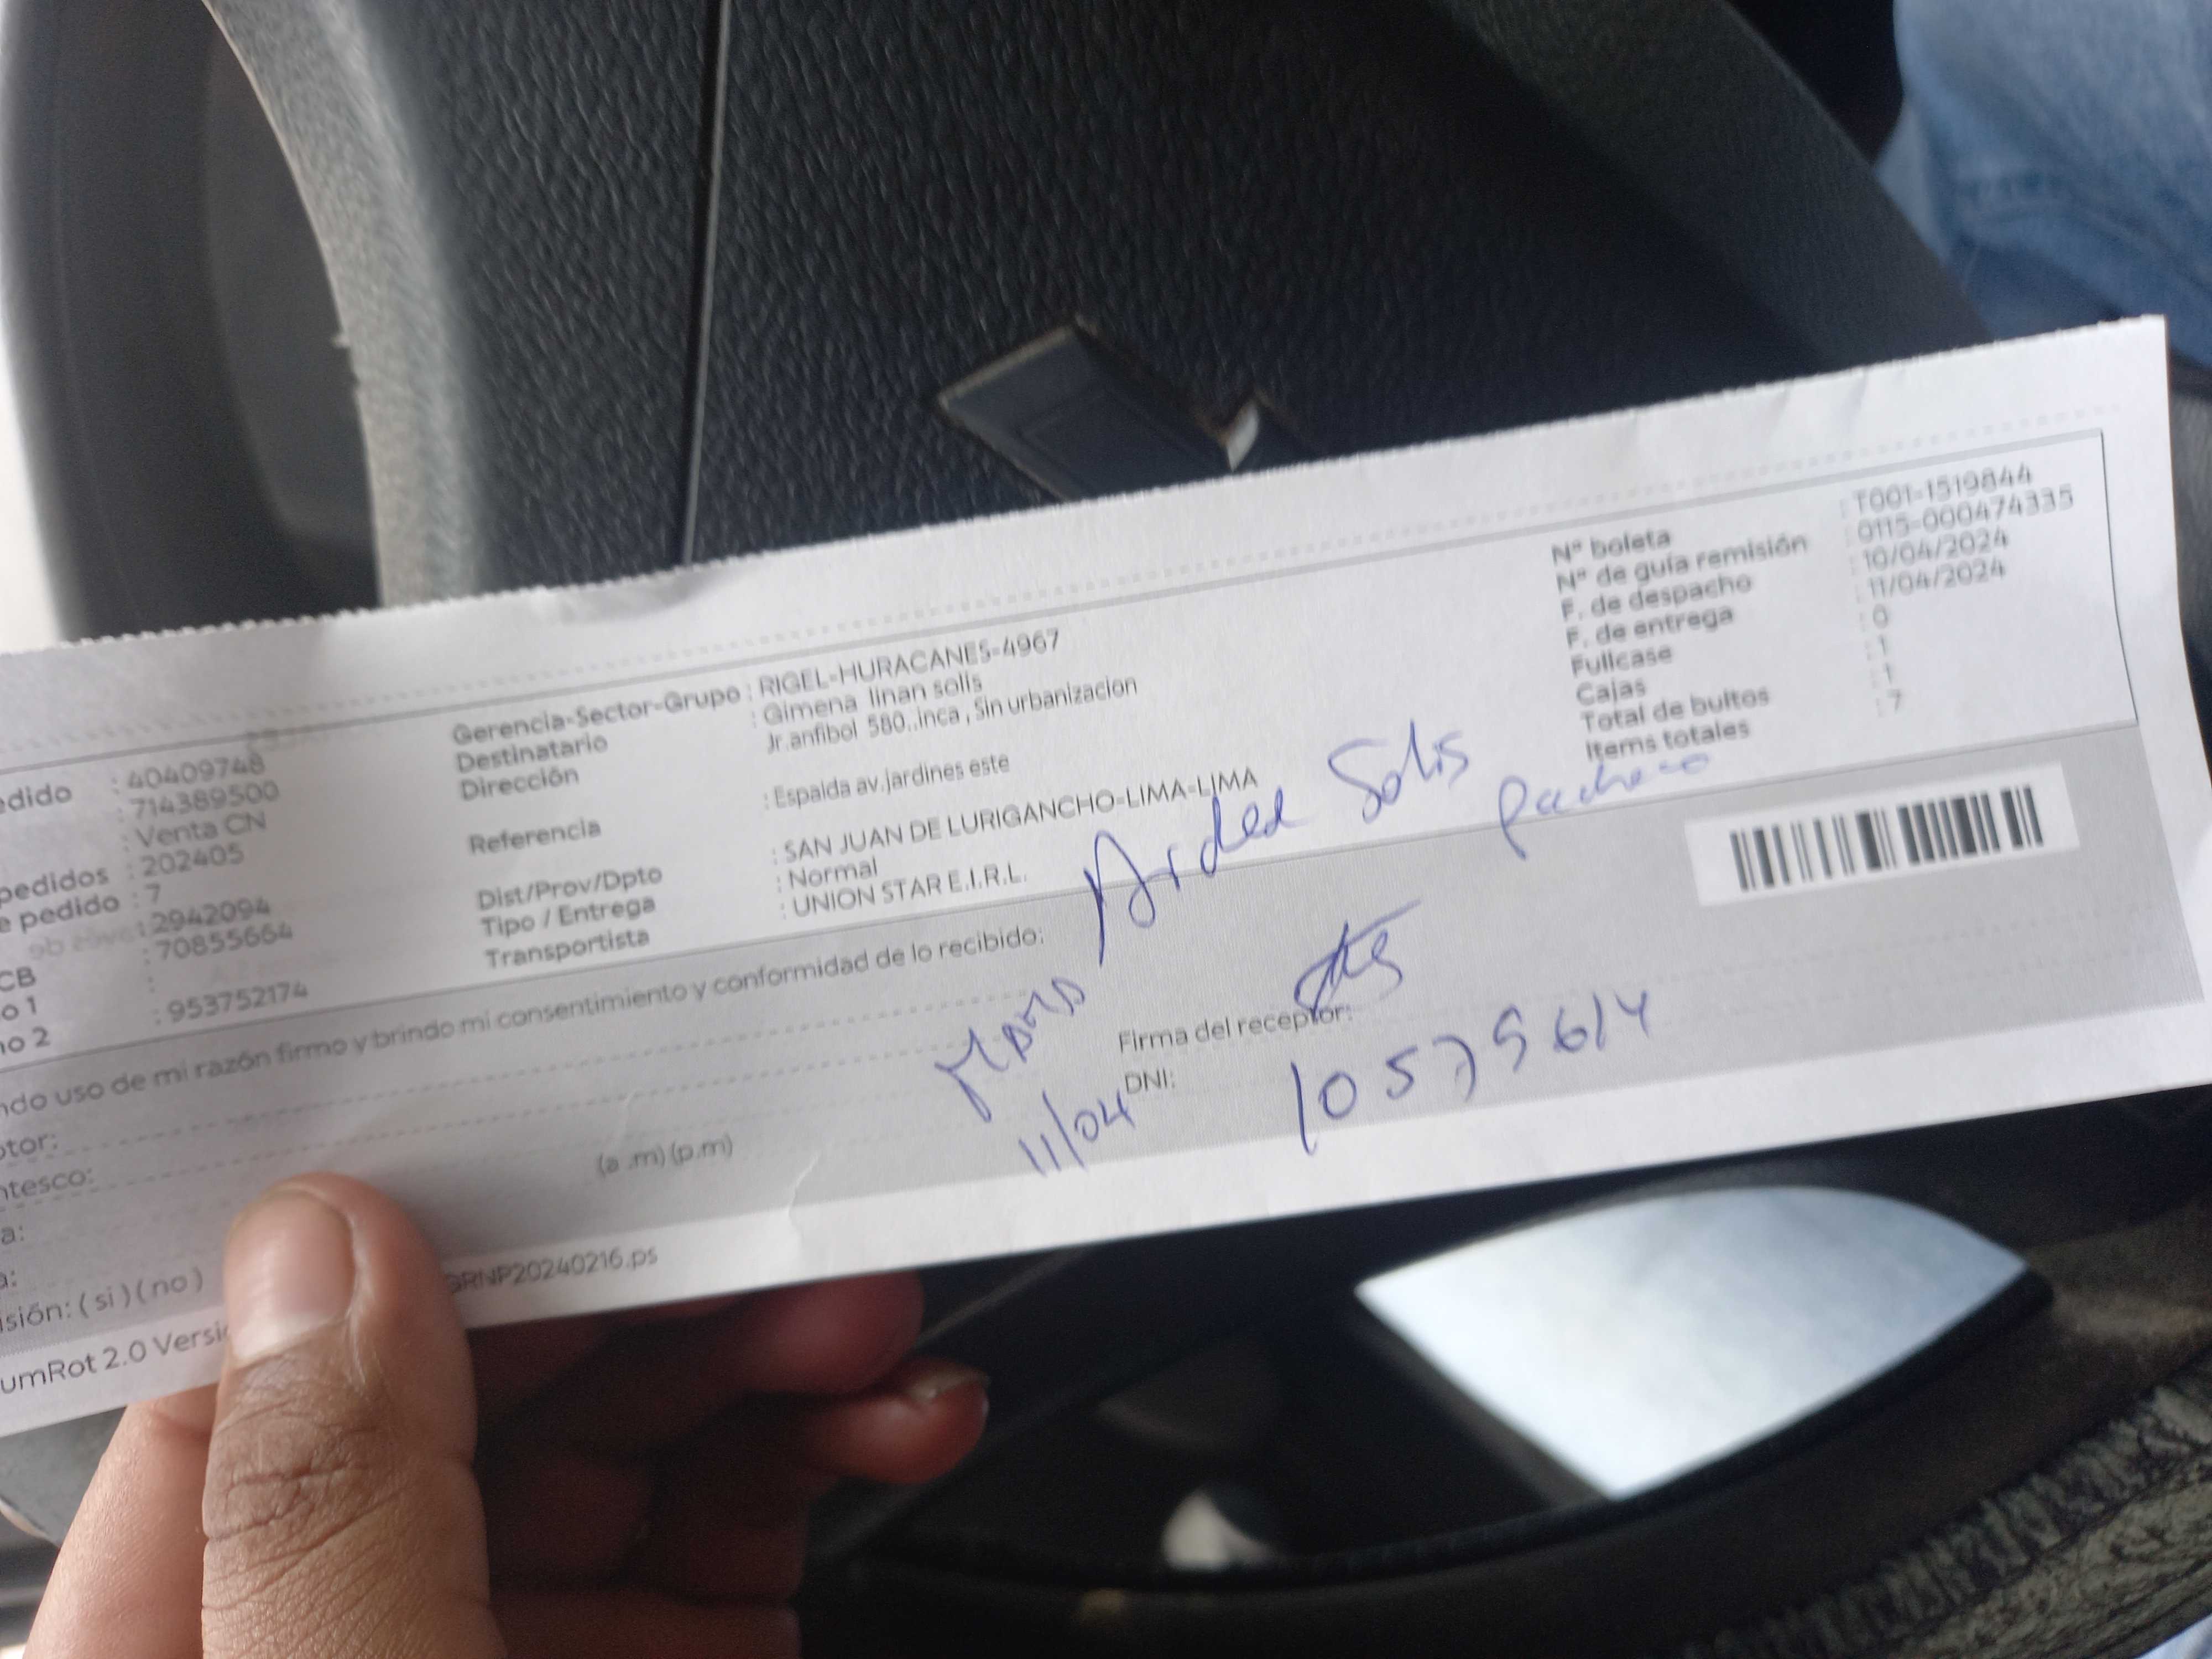 edido : 40409748
: 714389500
: Venta CN
pedidos : 202405
e pedido : 7
: 2942094
CB : 70855664
o 1 :
no 2 : 953752174
Gerencia-Sector-Grupo : RIGEL-HURACANES-4967
Destinatario : Gimena linan solis
Dirección Jr.anfibol 580..inca , Sin urbanizacion
Referencia : Espalda av.jardines este
Dist/Prov/Dpto : SAN JUAN DE LURIGANCHO-LIMA-LIMA
Tipo / Entrega : Normal
Transportista : UNION STAR E.I.R.L.
N° boleta : T001-1519844
N° de guía remisión : 0115-000474335
F. de despacho : 10/04/2024
F. de entrega : 11/04/2024
Fullcase : 0
Cajas : 1
Total de bultos : 1
Items totales : 7
Solis
Pacheco
ndo uso de mi razón firmo y brindo mi consentimiento y conformidad de lo recibido:
ptor:
ntesco:
a: (a .m) (p.m)
a:
isión: ( si ) ( no )
11/04
Firma del receptor:
DNI: 10575614
umRot 2.0 Versi
GRNP20240216.ps